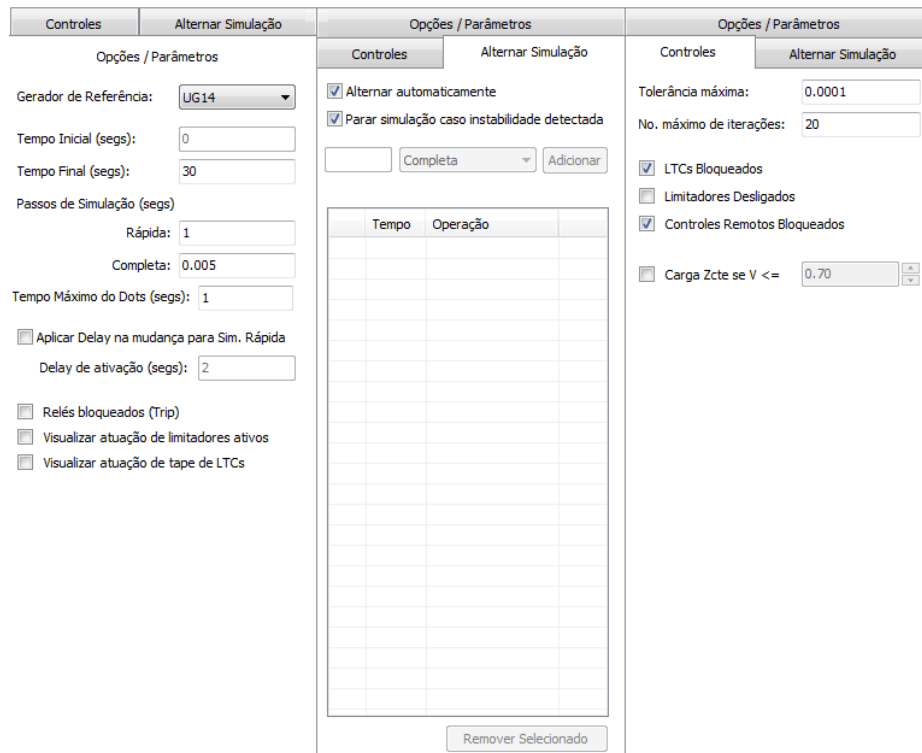 Controles
Alternar Simulação
Opções / Parâmetros
Gerador de Referência:
UG14
Tempo Inicial (segs):
0
Tempo Final (segs):
30
Passos de Simulação (segs)
Rápida:
1
Completa:
0.005
Tempo Máximo do Dots (segs):
1
Aplicar Delay na mudança para Sim. Rápida
Delay de ativação (segs):
2
Relés bloqueados (Trip)
Visualizar atuação de limitadores ativos
Visualizar atuação de tape de LTCs
Opções / Parâmetros
Controles
Alternar Simulação
Alternar automaticamente
Parar simulação caso instabilidade detectada
Completa
Adicionar
Tempo
Operação
Remover Selecionado
Opções / Parâmetros
Controles
Alternar Simulação
Tolerância máxima:
0.0001
No. máximo de iterações:
20
LTCs Bloqueados
Limitadores Desligados
Controles Remotos Bloqueados
Carga Zcte se V <=
0.70